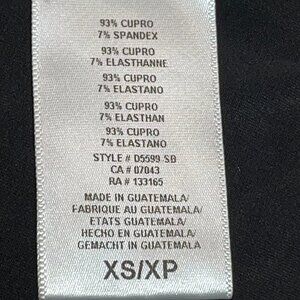 93% CUPRO
7% SPANDEX
93% CUPRO
7% ELASTHANNE
93% CUPRO
7% ELASTANO
93% CUPRO
7% ELASTHAN
93% CUPRO
7% ELASTANO
STYLE # D5599-SB
CA # 07043
RA # 133165
MADE IN GUATEMALA/
FABRIQUE AU GUATEMALA/
ETATS GUATEMALA/
HECHO EN GUATEMALA/
GEMACHT IN GUATEMALA/
XS/XP